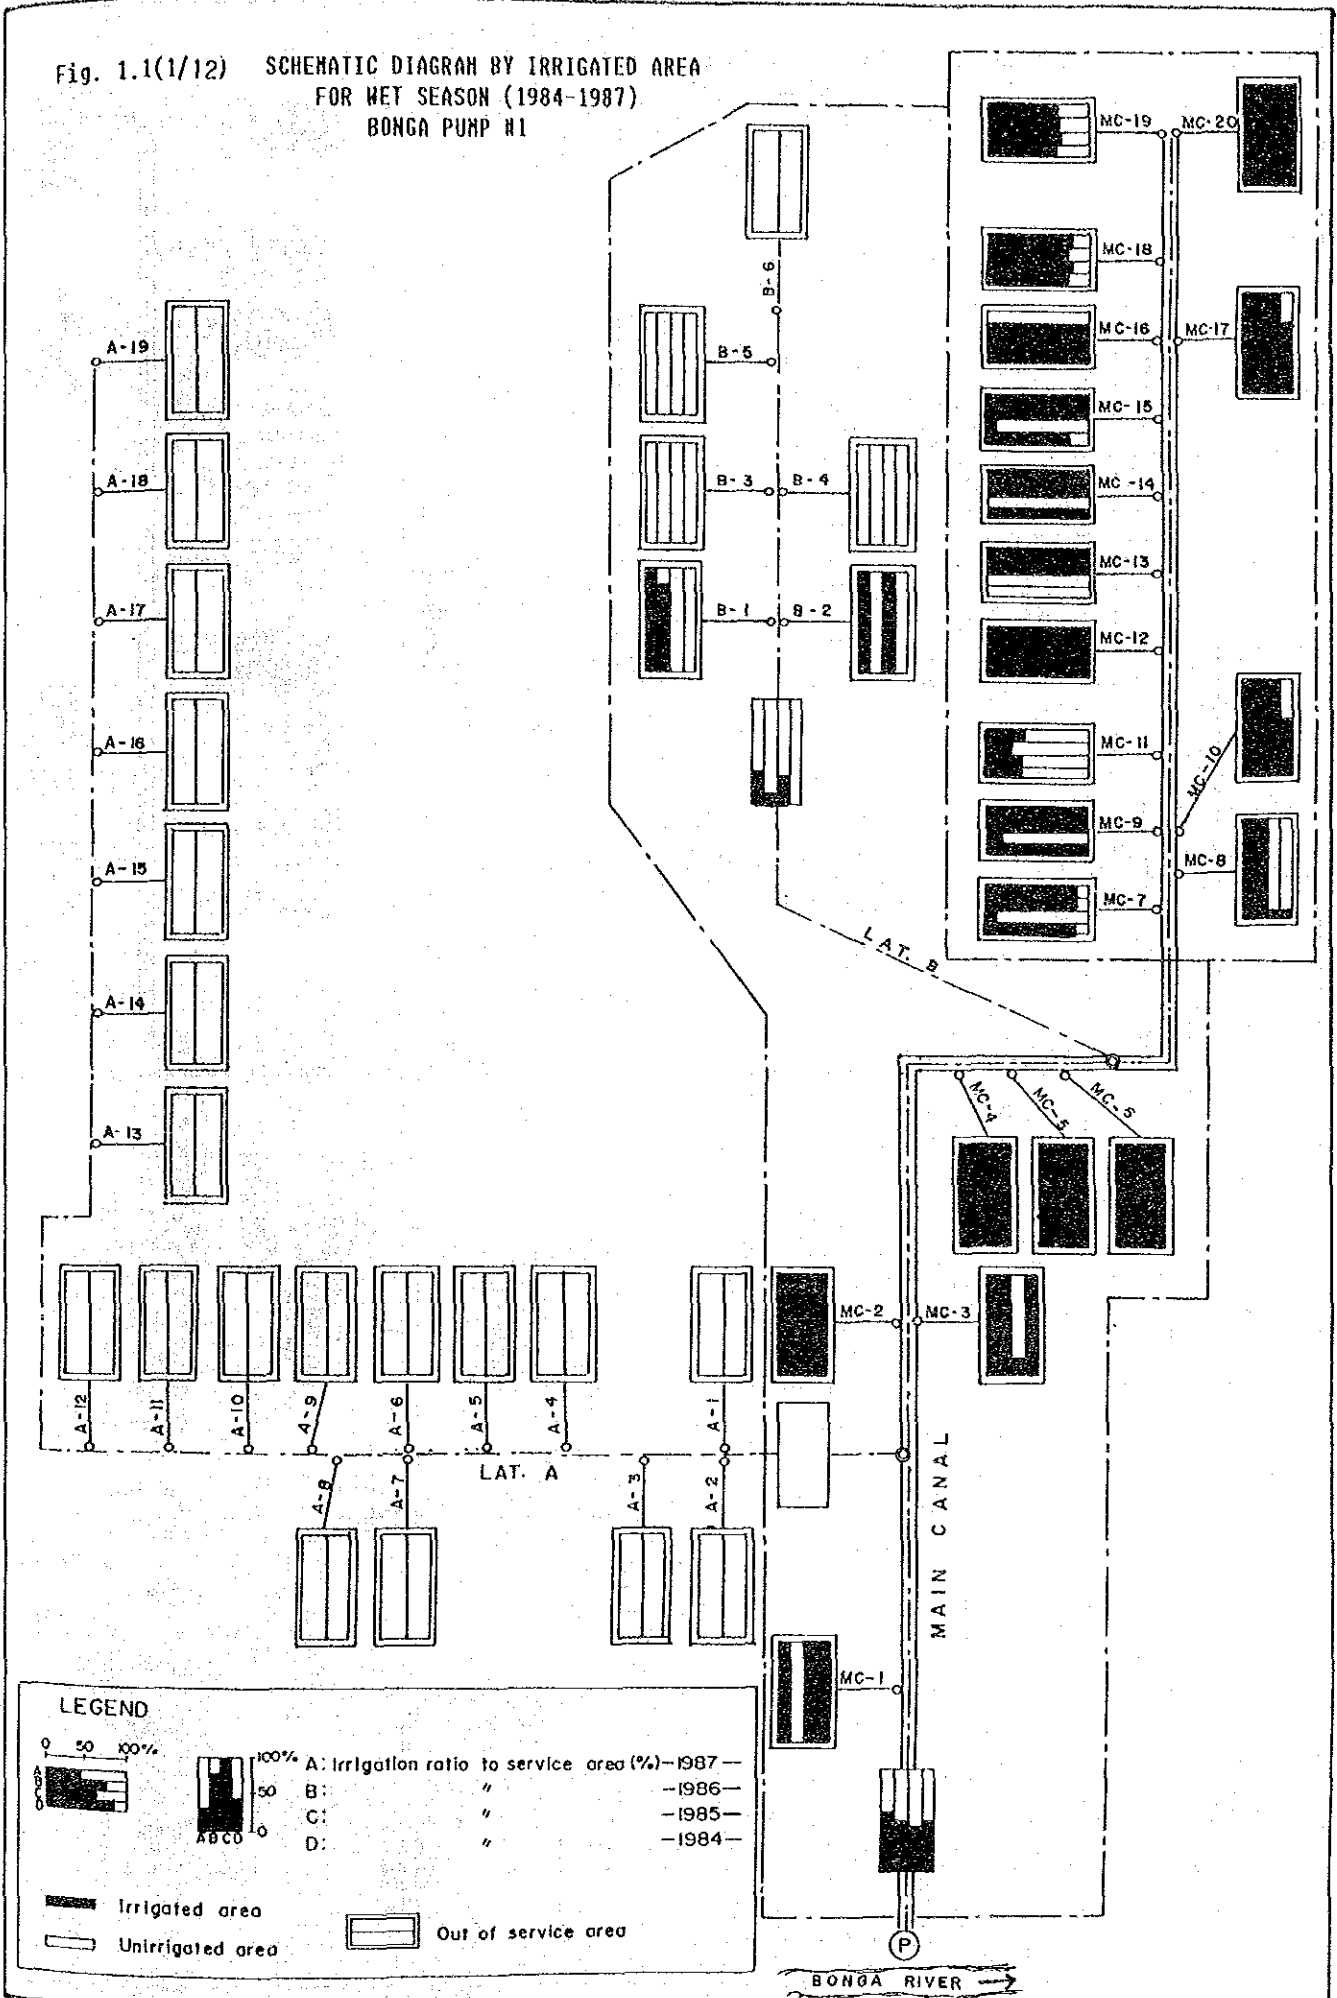 Fig. 1.1(1/12) SCHEMATIC DIAGRAM BY IRRIGATED AREA
FOR WET SEASON (1984-1987)
BONGA PUMP #1
MC-19
MC-20
MC-18
MC-16
MC-17
MC-15
MC-14
MC-13
MC-12
MC-11
MC-10
MC-9
MC-8
MC-7
B-6
B-5
B-3
B-4
B-1
B-2
LAT. B
A-19
A-18
A-17
A-16
A-15
A-14
A-13
MC-4
MC-5
MC-5
MC-2
MC-3
A-12
A-11
A-10
A-9
A-6
A-5
A-4
A-1
LAT. A
A-8
A-7
A-3
A-2
MAIN CANAL
MC-1
LEGEND
0 50 100%
A
B
C
D
100%
50
0
ABCD
A: Irrigation ratio to service area (%)-1987-
B: " -1986-
C: " -1985-
D: " -1984-
Irrigated area
Unirrigated area
Out of service area
P
BONGA RIVER